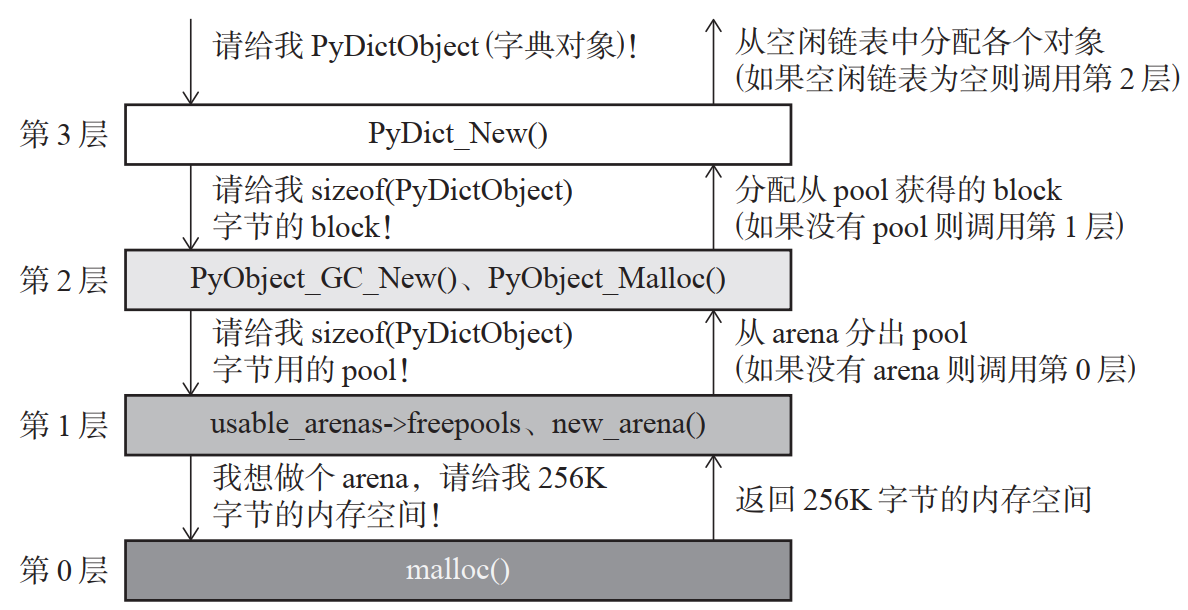 请给我 PyDictObject (字典对象)！
从空闲链表中分配各个对象
(如果空闲链表为空则调用第 2 层)
第 3 层
PyDict_New()
请给我 sizeof(PyDictObject)
字节的 block！
分配从 pool 获得的 block
(如果没有 pool 则调用第 1 层)
第 2 层
PyObject_GC_New()、PyObject_Malloc()
请给我 sizeof(PyDictObject)
字节用的 pool！
从 arena 分出 pool
(如果没有 arena 则调用第 0 层)
第 1 层
usable_arenas->freepools、new_arena()
我想做个 arena，请给我 256K
字节的内存空间！
返回 256K 字节的内存空间
第 0 层
malloc()